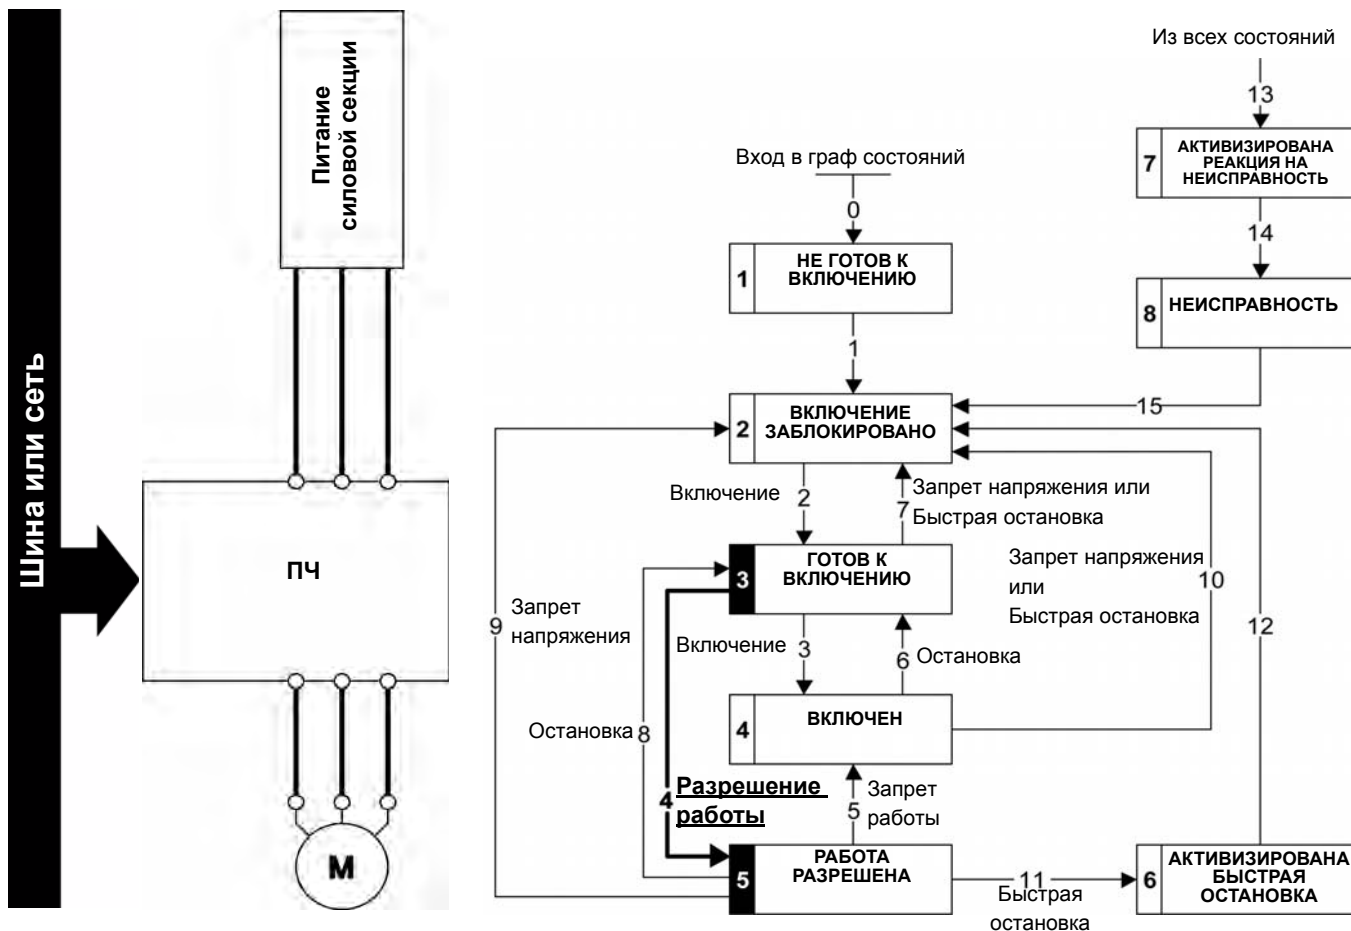 Шина или сеть
Питание
силовой секции
ПЧ
М
Из всех состояний
13
7
АКТИВИЗИРОВАНА
РЕАКЦИЯ НА
НЕИСПРАВНОСТЬ
14
8
НЕИСПРАВНОСТЬ
15
Вход в граф состояний
0
1
НЕ ГОТОВ К
ВКЛЮЧЕНИЮ
1
2
ВКЛЮЧЕНИЕ
ЗАБЛОКИРОВАНО
Включение
2
7
Запрет напряжения или
Быстрая остановка
3
ГОТОВ К
ВКЛЮЧЕНИЮ
Запрет напряжения
или
Быстрая остановка
10
12
9
Запрет
напряжения
Включение
3
6
Остановка
4
ВКЛЮЧЕН
Остановка
8
4
Разрешение
работы
5
Запрет
работы
5
РАБОТА
РАЗРЕШЕНА
11
Быстрая
остановка
6
АКТИВИЗИРОВАНА
БЫСТРАЯ
ОСТАНОВКА